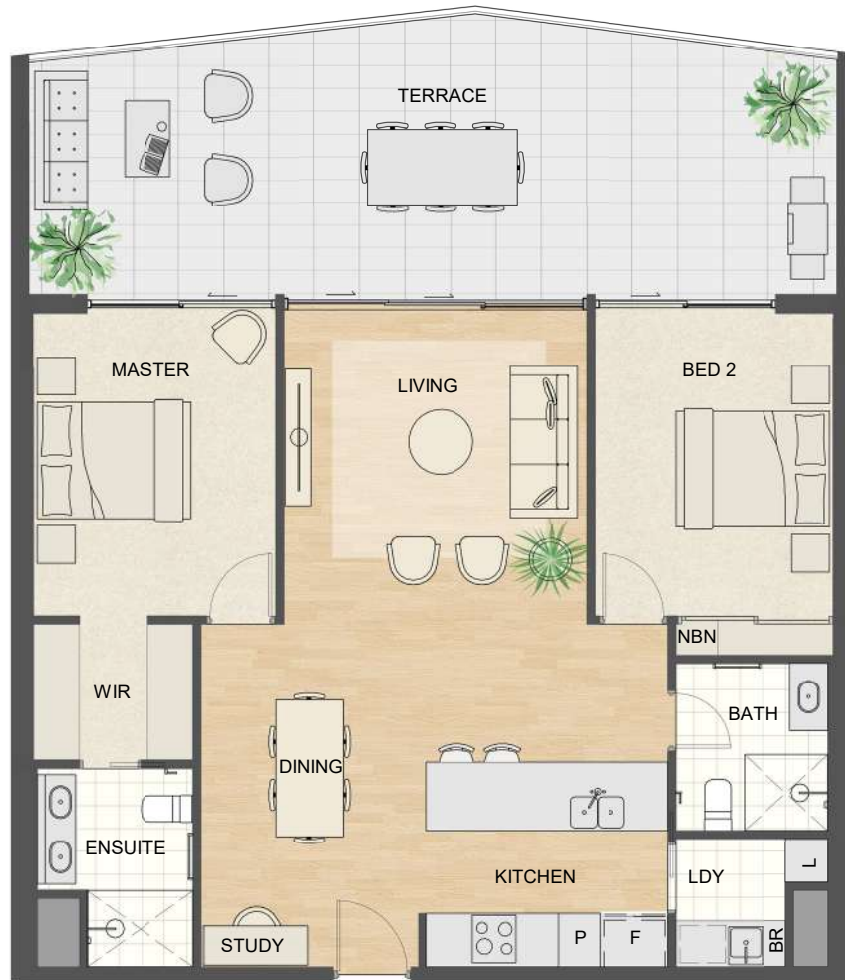 TERRACE
MASTER
LIVING
BED 2
NBN
WIR
BATH
DINING
ENSUITE
KITCHEN
LDY
L
STUDY
P
F
BR